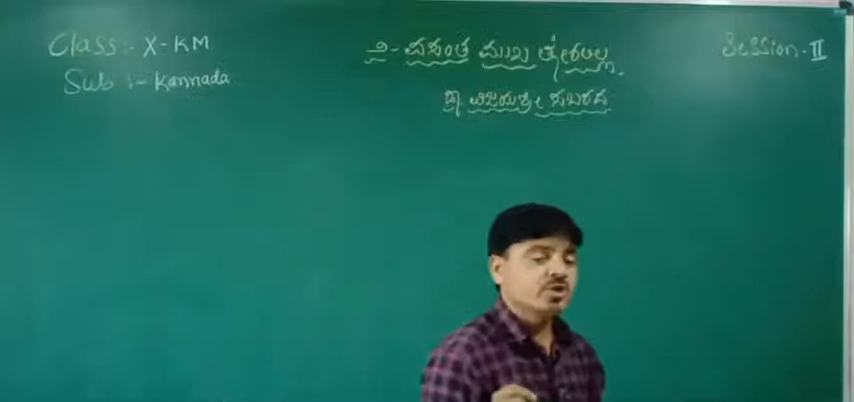 Class:- X-KM
Sub :- Kannada
೨-ವಸಂತ ಮುಖ ತೋರಲಿಲ್ಲ.
ಡಾ. ವಿಜಯಶ್ರೀ ಸಬರದ
Session-II